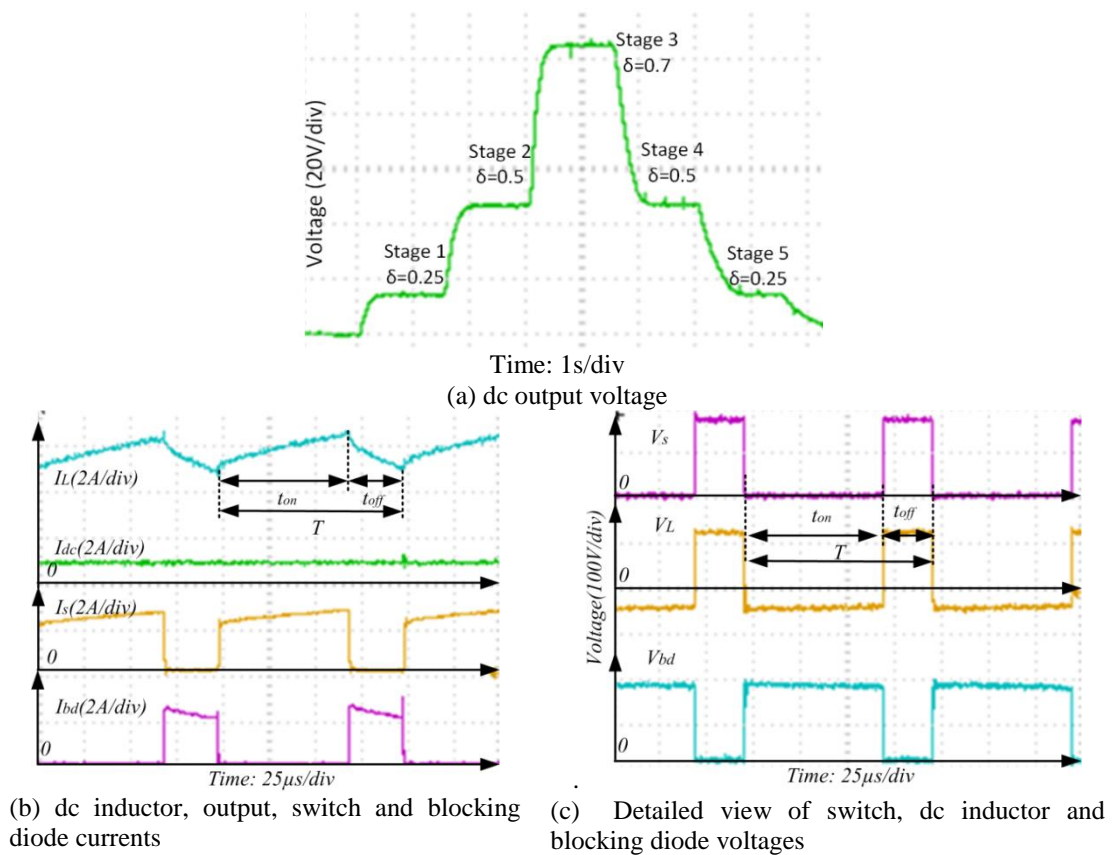 Voltage (20V/div)
Stage 1
δ=0.25
Stage 2
δ=0.5
Stage 3
δ=0.7
Stage 4
δ=0.5
Stage 5
δ=0.25
Time: 1s/div
(a) dc output voltage
IL(2A/div)
ton
toff
T
Idc(2A/div)
0
Is(2A/div)
0
Ibd(2A/div)
0
Time: 25µs/div
(b) dc inductor, output, switch and blocking
diode currents
Voltage(100V/div)
Vs
0
VL
ton
toff
T
0
Vbd
0
Time: 25µs/div
.
(c) Detailed view of switch, dc inductor and
blocking diode voltages